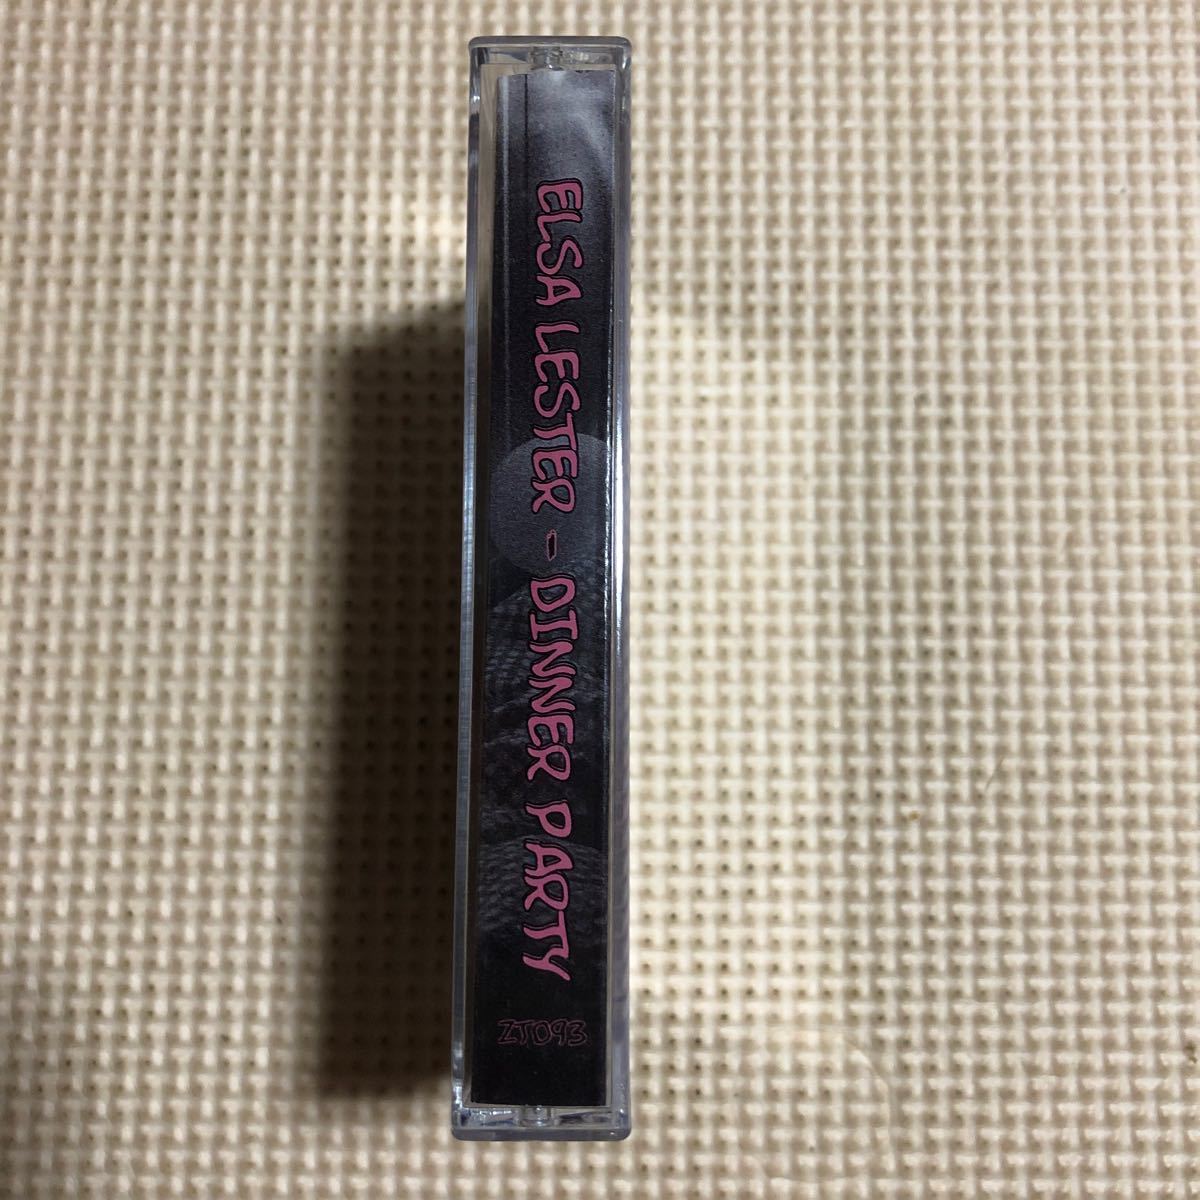 ELSA LESTER - DINNER PARTY
ZT093